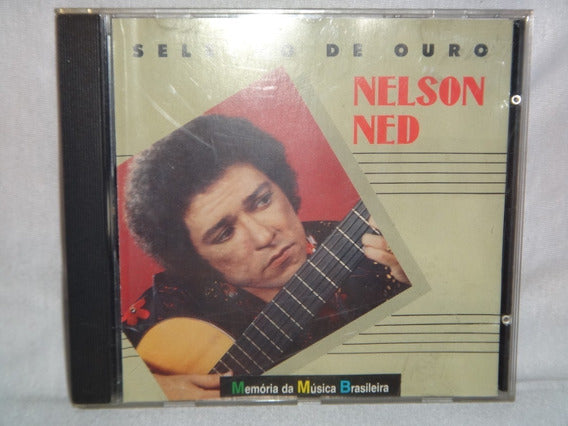 DE OURO
NELSON
NED
Memória da Música Brasileira